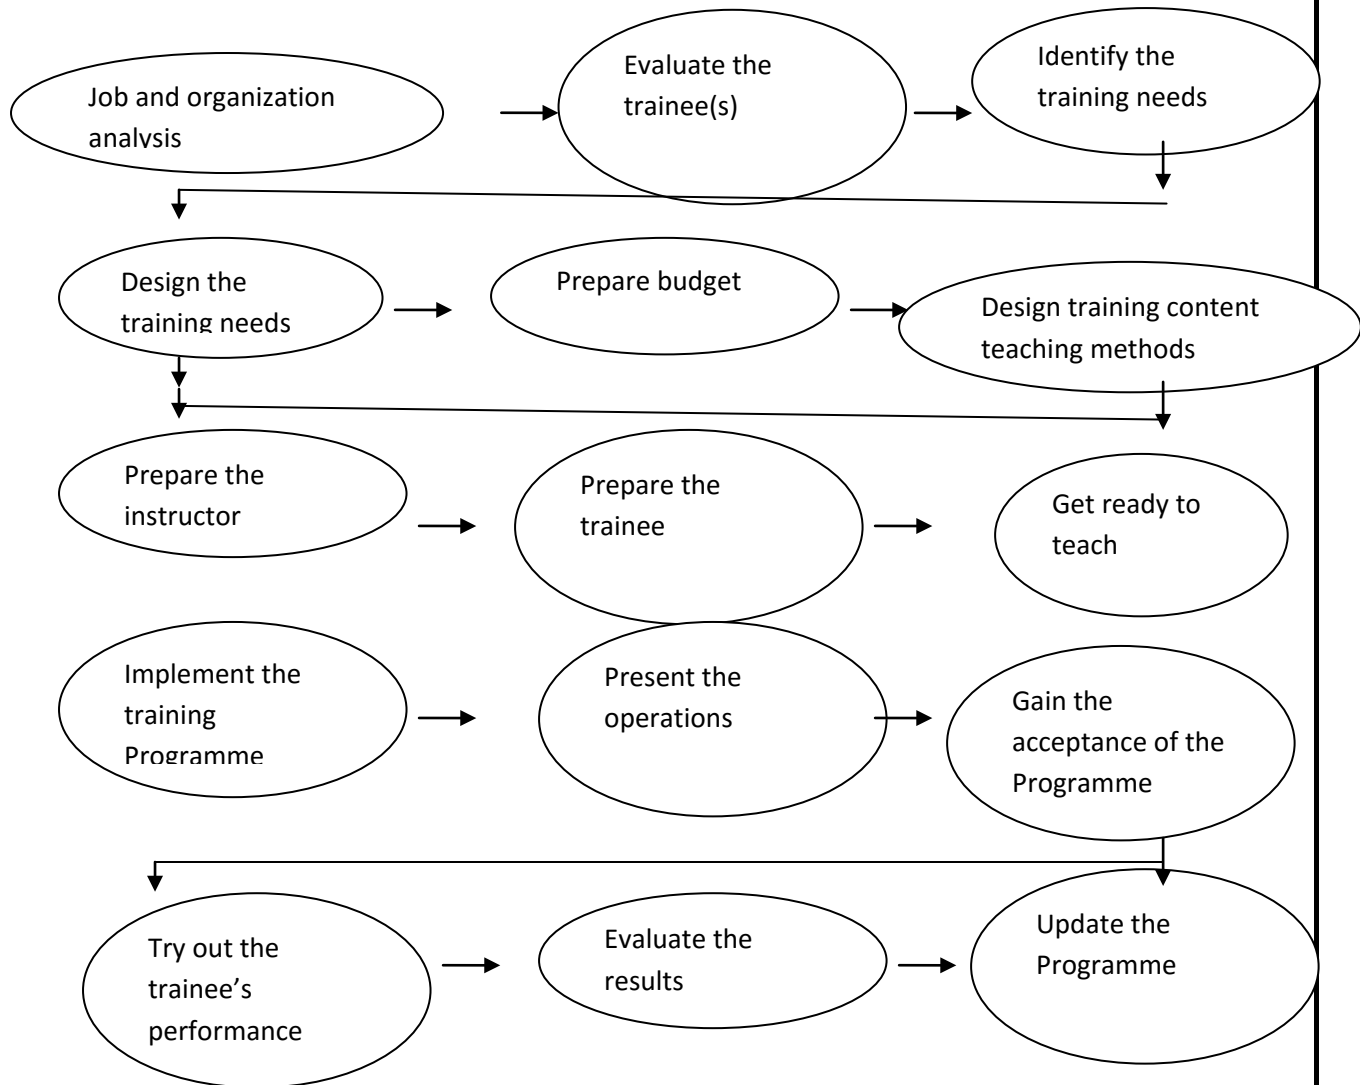 Job and organization
analysis
Evaluate the
trainee(s)
Identify the
training needs
Design the
training needs
Prepare budget
Design training content
teaching methods
Prepare the
instructor
Prepare the
trainee
Get ready to
teach
Implement the
training
Programme
Present the
operations
Gain the
acceptance of the
Programme
Try out the
trainee’s
performance
Evaluate the
results
Update the
Programme